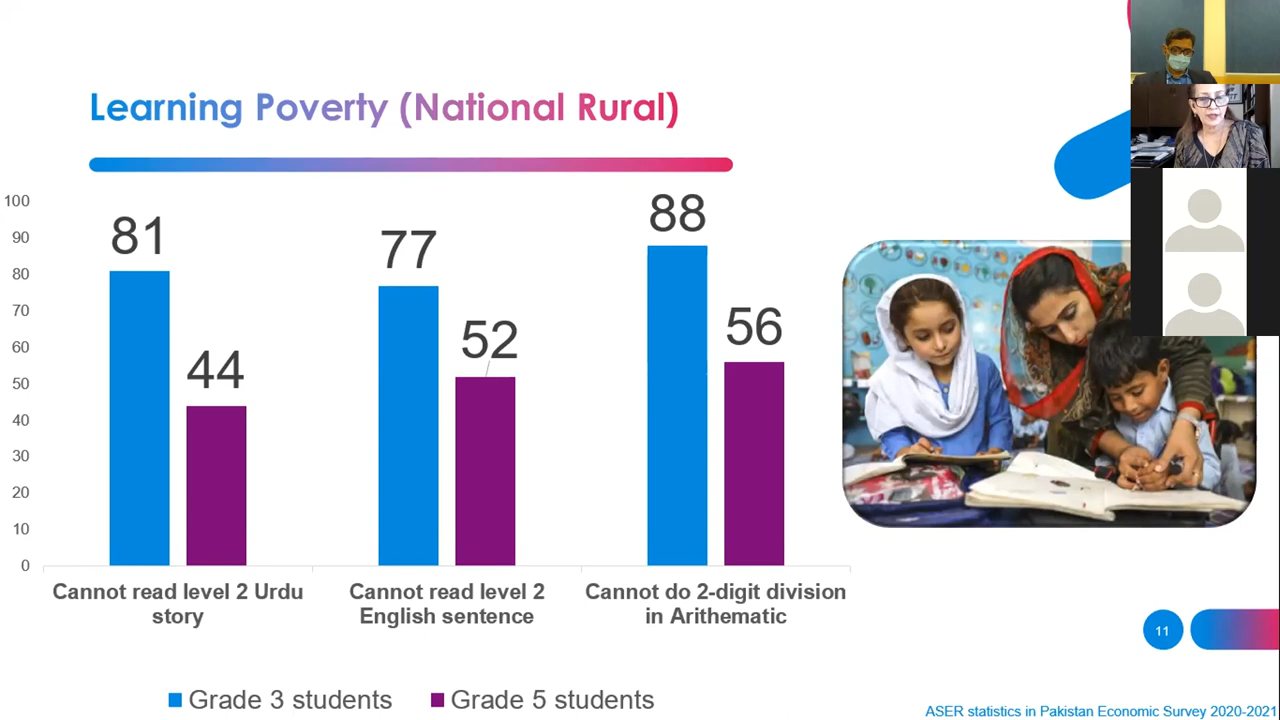 Learning Poverty (National Rural)
100
90
80
70
60
50
40
30
20
10
0
81
44
77
52
88
56
Cannot read level 2 Urdu
story
Cannot read level 2
English sentence
Cannot do 2-digit division
in Arithematic
Grade 3 students
Grade 5 students
11
ASER statistics in Pakistan Economic Survey 2020-2021